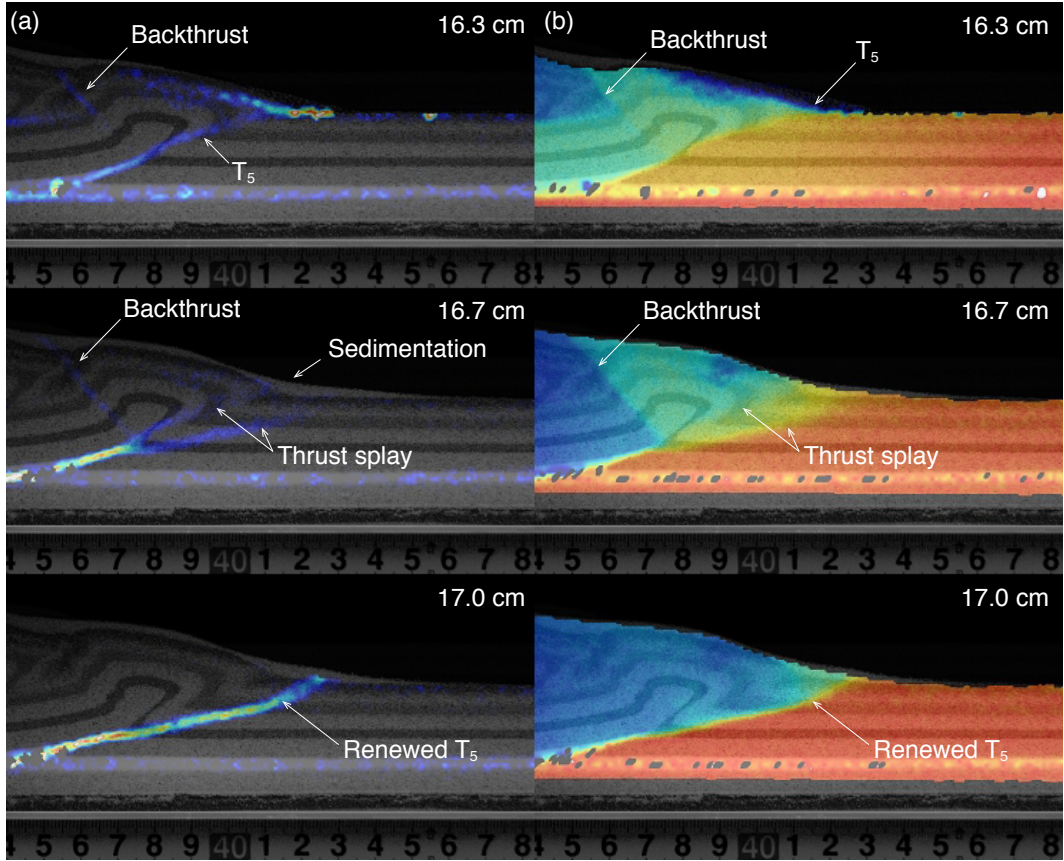 (a)
16.3 cm
Backthrust
T5
(b)
16.3 cm
Backthrust
T5
4 5 6 7 8 9 40 1 2 3 4 5 6 7 8
5 6 7 8 9 40 1 2 3 4 5 6 7 8
16.7 cm
Backthrust
Sedimentation
Thrust splay
16.7 cm
Backthrust
Thrust splay
4 5 6 7 8 9 40 1 2 3 4 5 6 7 8
5 6 7 8 9 40 1 2 3 4 5 6 7 8
17.0 cm
Renewed T5
17.0 cm
Renewed T5
4 5 6 7 8 9 40 1 2 3 4 5 6 7 8
5 6 7 8 9 40 1 2 3 4 5 6 7 8